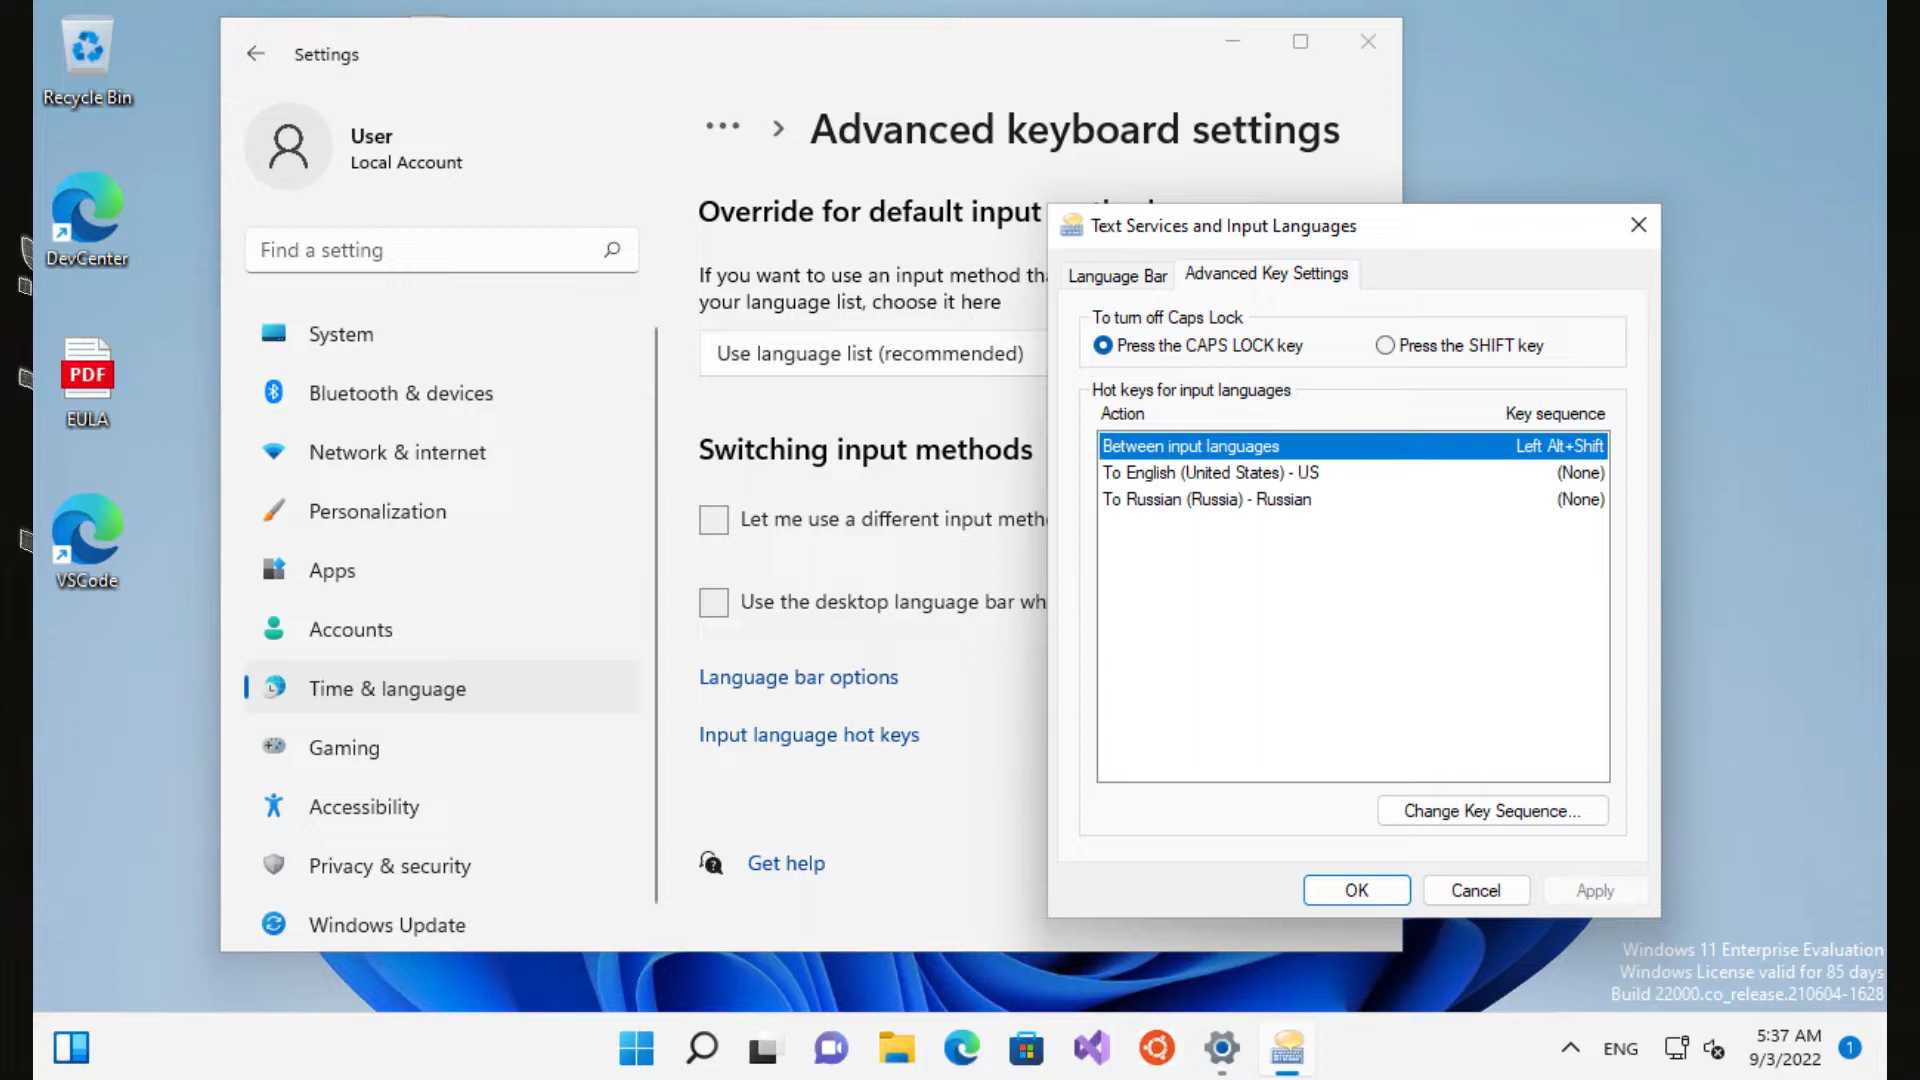 Recycle Bin
DevCenter
PDF
EULA
VSCode
Settings
User
Local Account
Find a setting
System
Bluetooth & devices
Network & internet
Personalization
Apps
Accounts
Time & language
Gaming
Accessibility
Privacy & security
Windows Update
Advanced keyboard settings
Override for default input
If you want to use an input method tha
your language list, choose it here
Use language list (recommended)
Switching input methods
Let me use a different input meth
Use the desktop language bar wh
Language bar options
Input language hot keys
Get help
Text Services and Input Languages
Language Bar
Advanced Key Settings
To turn off Caps Lock
Press the CAPS LOCK key
Press the SHIFT key
Hot keys for input languages
Action Key sequence
Between input languages Left Alt+Shift
To English (United States) - US (None)
To Russian (Russia) - Russian (None)
Change Key Sequence...
OK
Cancel
Apply
Windows 11 Enterprise Evaluation
Windows License valid for 85 days
Build 22000.co_release.210604-1628
ENG
5:37 AM
9/3/2022
1